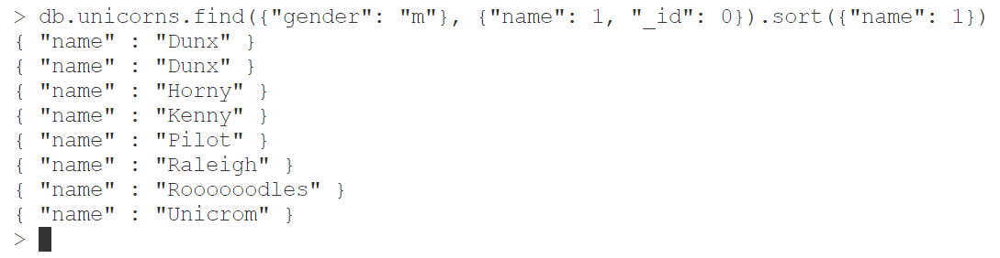 > db.unicorns.find({"gender": "m"}, {"name": 1, "_id": 0}).sort({"name": 1})
{ "name" : "Dunx" }
{ "name" : "Dunx" }
{ "name" : "Horny" }
{ "name" : "Kenny" }
{ "name" : "Pilot" }
{ "name" : "Raleigh" }
{ "name" : "Roooooodles" }
{ "name" : "Unicrom" }
>